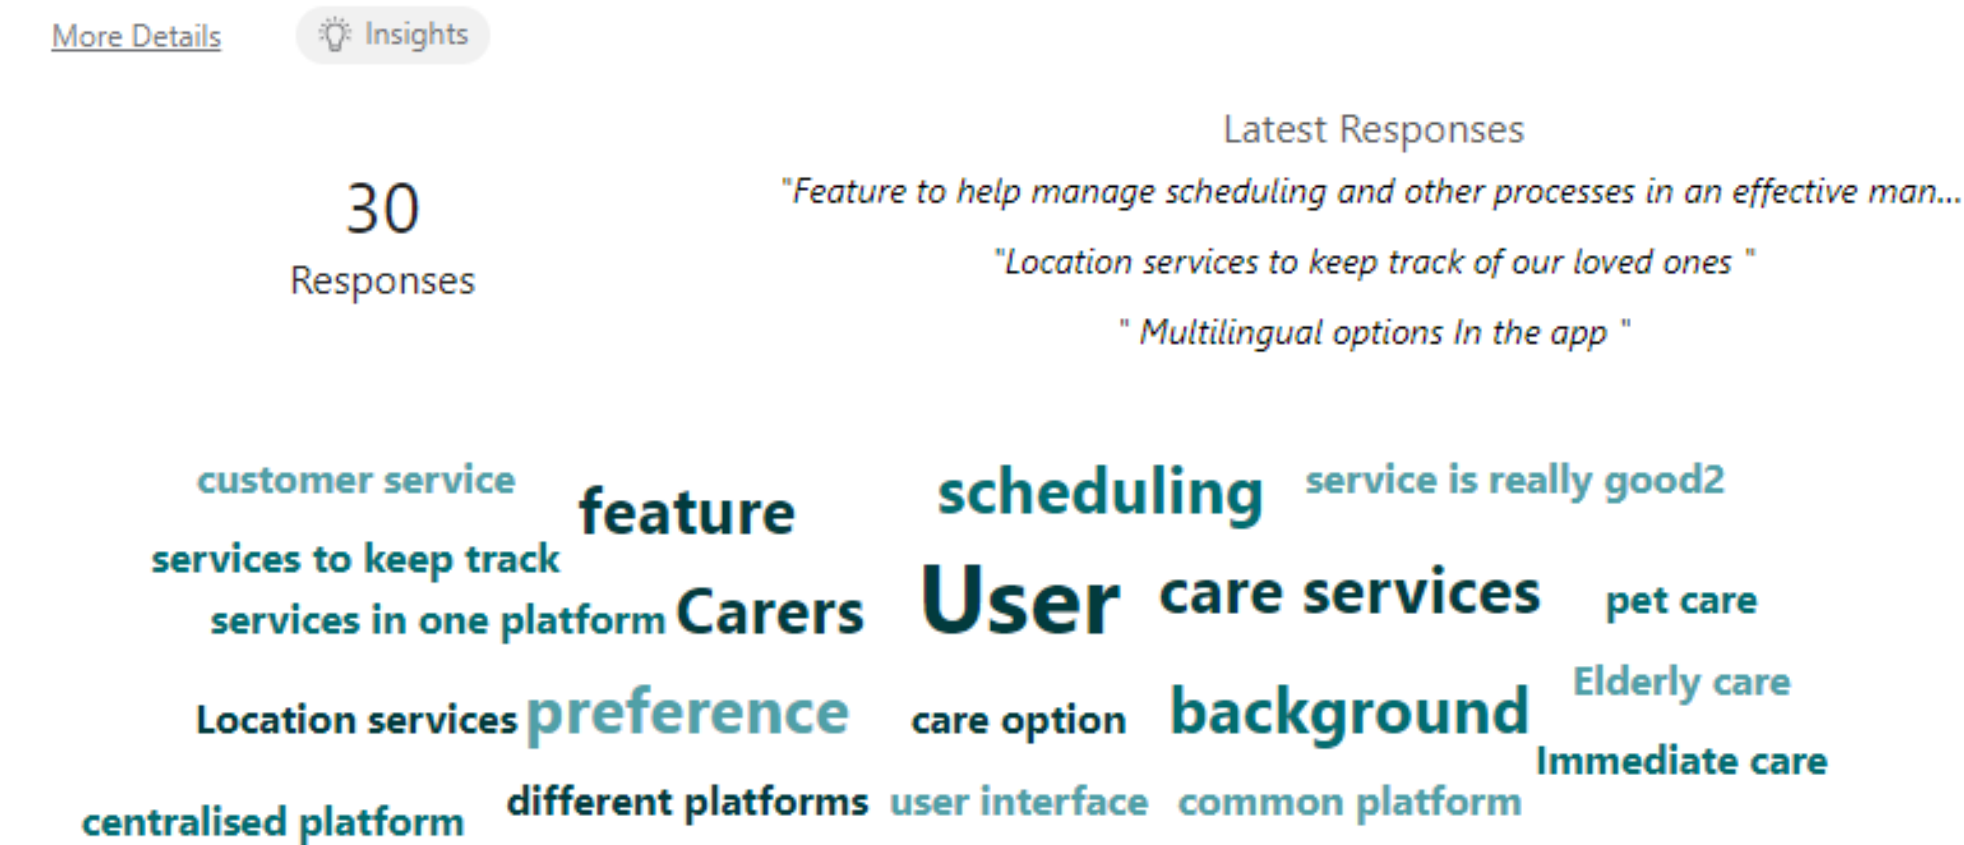 More Details
Insights
30
Responses
Latest Responses
"Feature to help manage scheduling and other processes in an effective man...
"Location services to keep track of our loved ones "
" Multilingual options In the app "
customer service
feature
scheduling
service is really good2
services to keep track
services in one platform
Carers
User
care services
pet care
Location services
preference
care option
background
Elderly care
Immediate care
centralised platform
different platforms
user interface
common platform